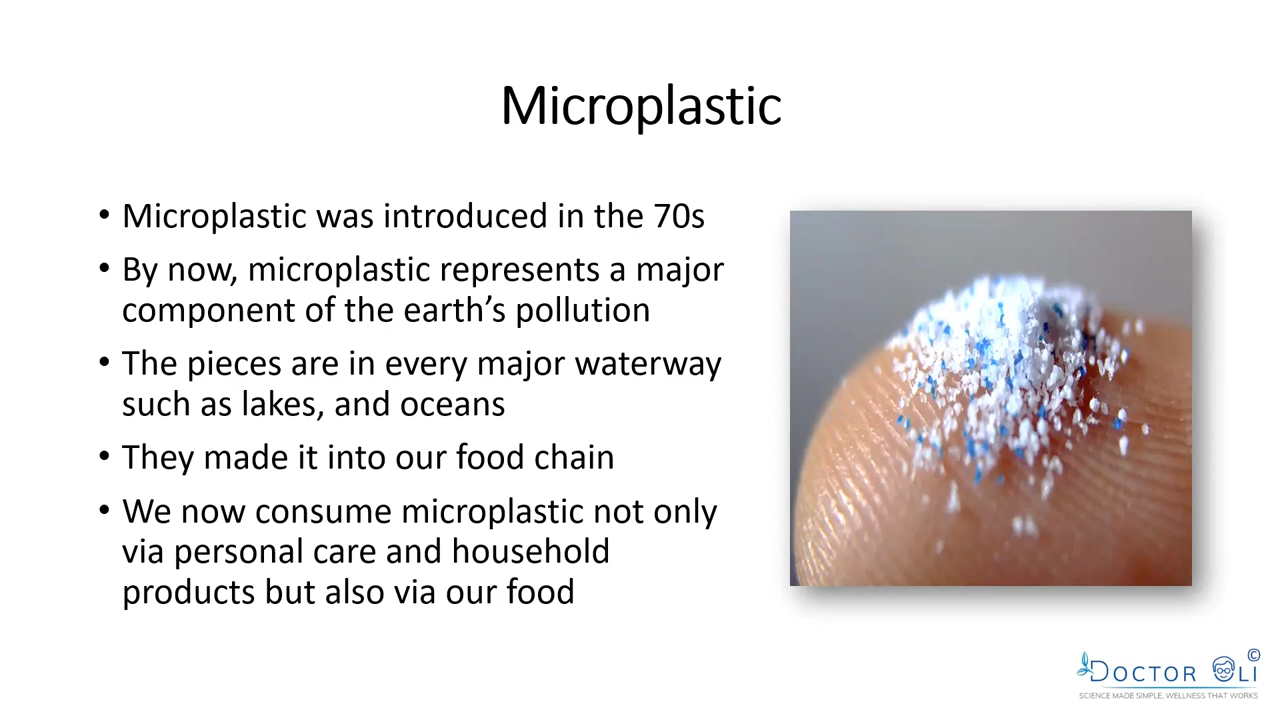 Microplastic
• Microplastic was introduced in the 70s
• By now, microplastic represents a major
component of the earth’s pollution
• The pieces are in every major waterway
such as lakes, and oceans
• They made it into our food chain
• We now consume microplastic not only
via personal care and household
products but also via our food
©
DOCTOR OLI
SCIENCE MADE SIMPLE, WELLNESS THAT WORKS